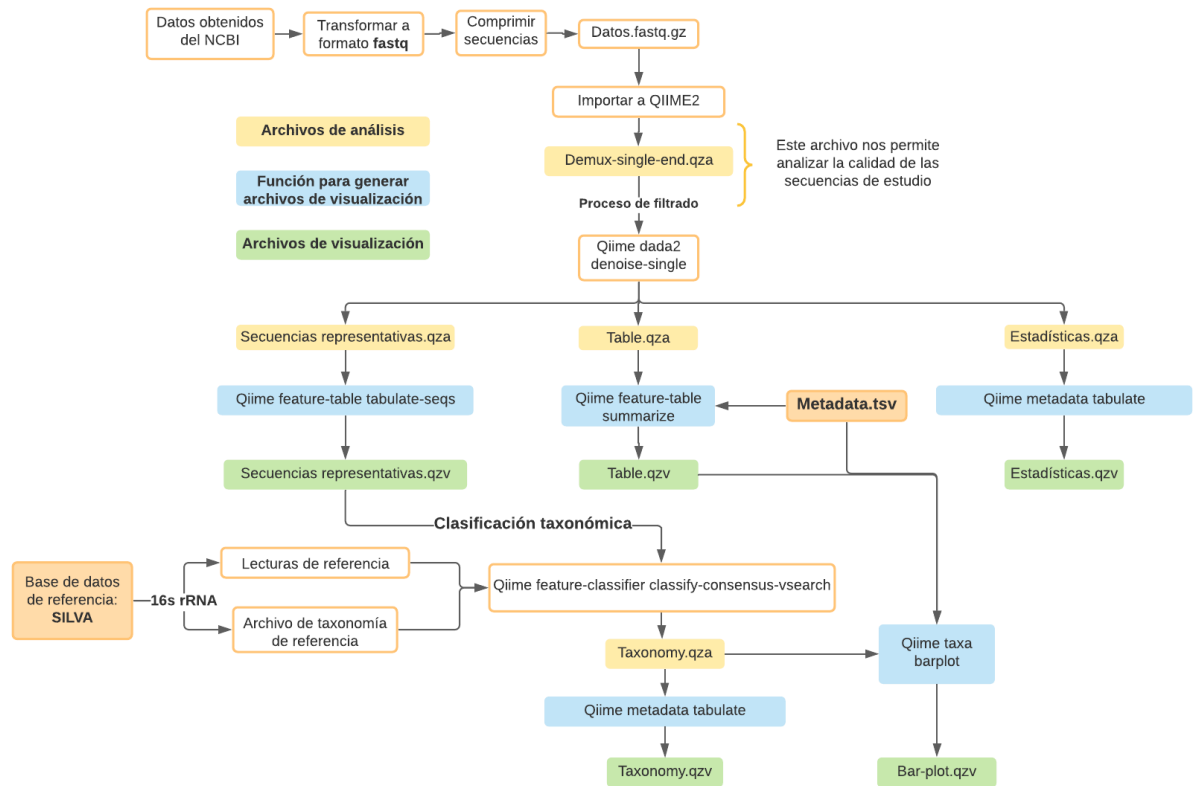 Datos obtenidos
del NCBI
Transformar a
formato fastq
Comprimir
secuencias
Datos.fastq.gz
Importar a QIIME2
Archivos de análisis
Demux-single-end.qza
Este archivo nos permite
analizar la calidad de las
secuencias de estudio
Función para generar
archivos de visualización
Proceso de filtrado
Archivos de visualización
Qiime dada2
denoise-single
Secuencias representativas.qza
Table.qza
Estadísticas.qza
Qiime feature-table tabulate-seqs
Qiime feature-table
summarize
Metadata.tsv
Qiime metadata tabulate
Secuencias representativas.qzv
Table.qzv
Estadísticas.qzv
Clasificación taxonómica
Base de datos
de referencia:
SILVA
16s rRNA
Lecturas de referencia
Archivo de taxonomía
de referencia
Qiime feature-classifier classify-consensus-vsearch
Taxonomy.qza
Qiime taxa
barplot
Qiime metadata tabulate
Taxonomy.qzv
Bar-plot.qzv